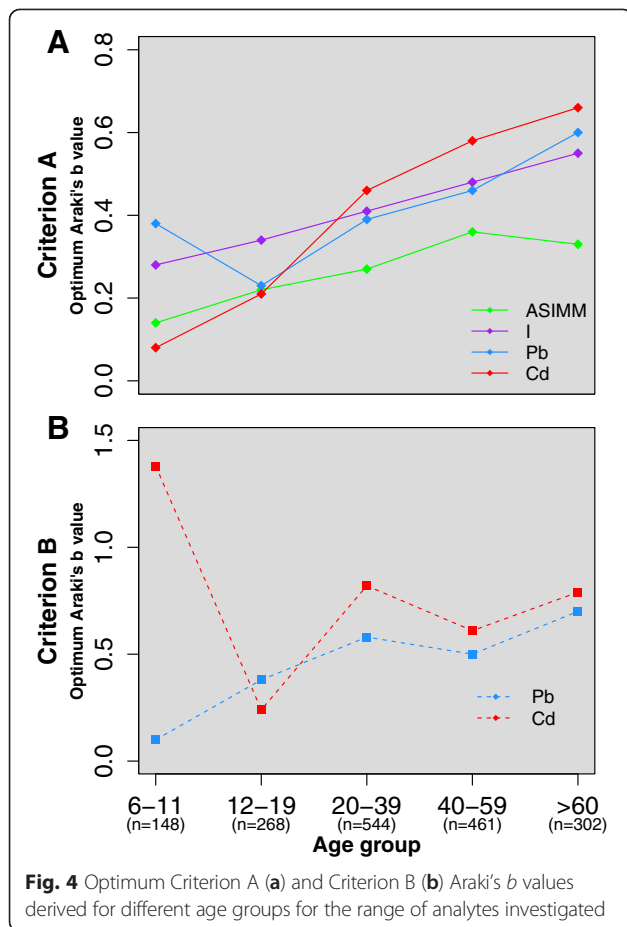 A
Criterion A
Optimum Araki's b value
0.8
0.6
0.4
0.2
0.0
ASIMM
I
Pb
Cd
B
Criterion B
Optimum Araki's b value
1.5
1.0
0.5
0.0
Pb
Cd
6–11 12–19 20–39 40–59 >60
(n=148) (n=268) (n=544) (n=461) (n=302)
Age group
Fig. 4 Optimum Criterion A (a) and Criterion B (b) Araki's b values
derived for different age groups for the range of analytes investigated